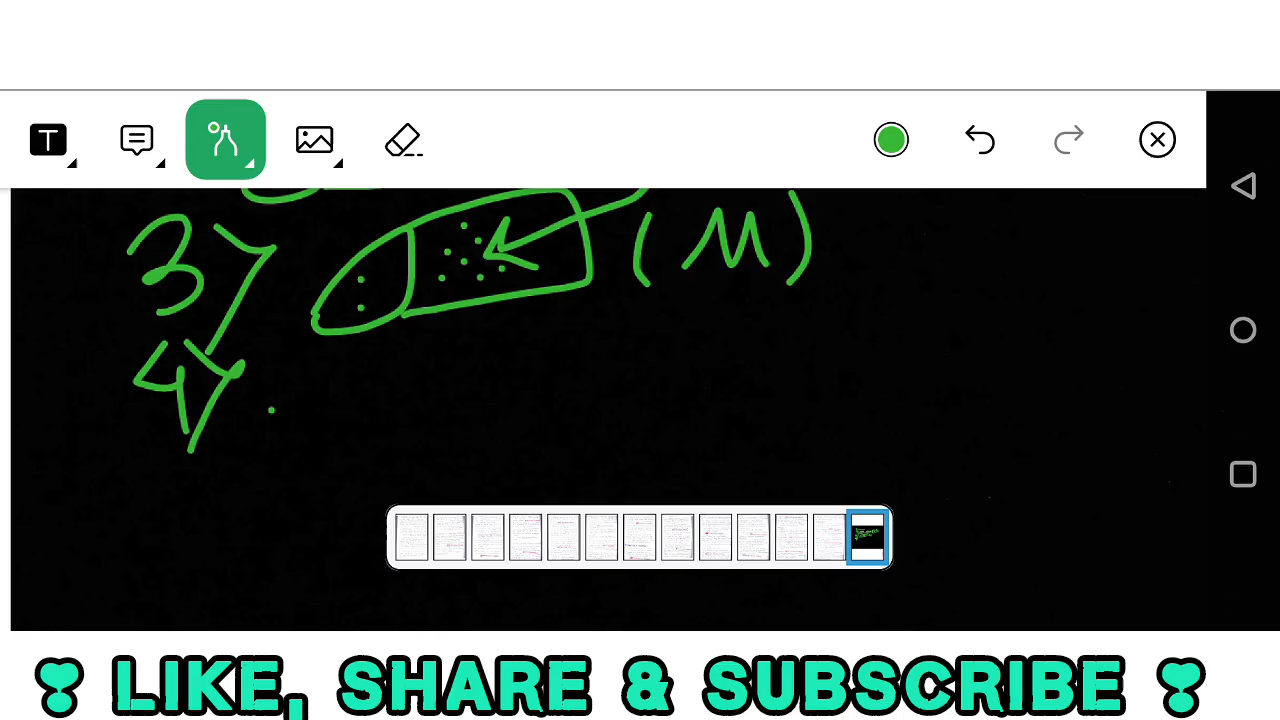 T
3> (M)
4>.
❣ LIKE, SHARE & SUBSCRIBE ❣